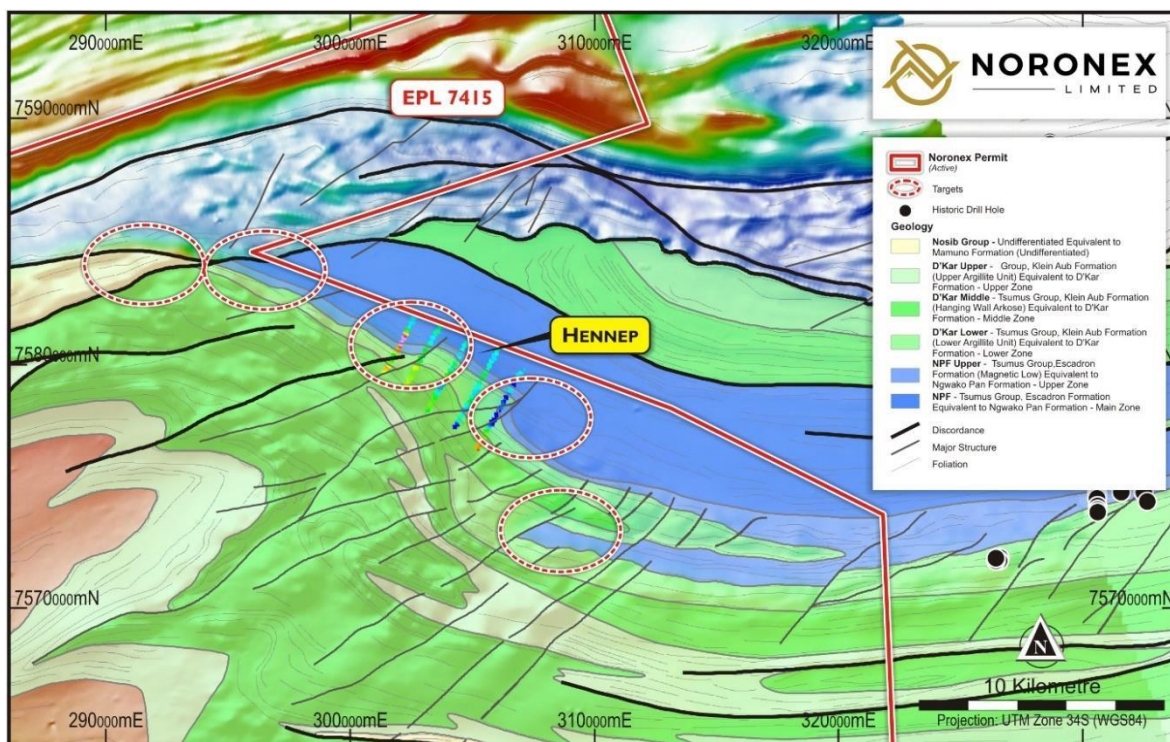 290000mE
300000mE
310000mE
320000mE
NORONEX
LIMITED
EPL 7415
7590000mN
Noronex Permit
(Active)
Targets
Historic Drill Hole
Geology
Nosib Group - Undifferentiated Equivalent to
Mamuno Formation (Undifferentiated)
D'Kar Upper - Group, Klein Aub Formation
(Upper Argillite Unit) Equivalent to D'Kar
Formation - Upper Zone
D'Kar Middle - Tsumus Group, Klein Aub Formation
(Hanging Wall Arkose) Equivalent to D'Kar
Formation - Middle Zone
D'Kar Lower - Tsumus Group, Klein Aub Formation
(Lower Argillite Unit) Equivalent to D'Kar
Formation - Lower Zone
NPF Upper - Tsumus Group,Escadron
Formation (Magnetic Low) Equivalent to
Ngwako Pan Formation - Upper Zone
NPF - Tsumus Group, Escadron Formation
Equivalent to Ngwako Pan Formation - Main Zone
Discordance
Major Structure
Foliation
HENNEP
7580000mN
7570000mN
7570000mN
N
10 Kilometre
Projection: UTM Zone 34S (WGS84)
290000mE
300000mE
310000mE
320000mE